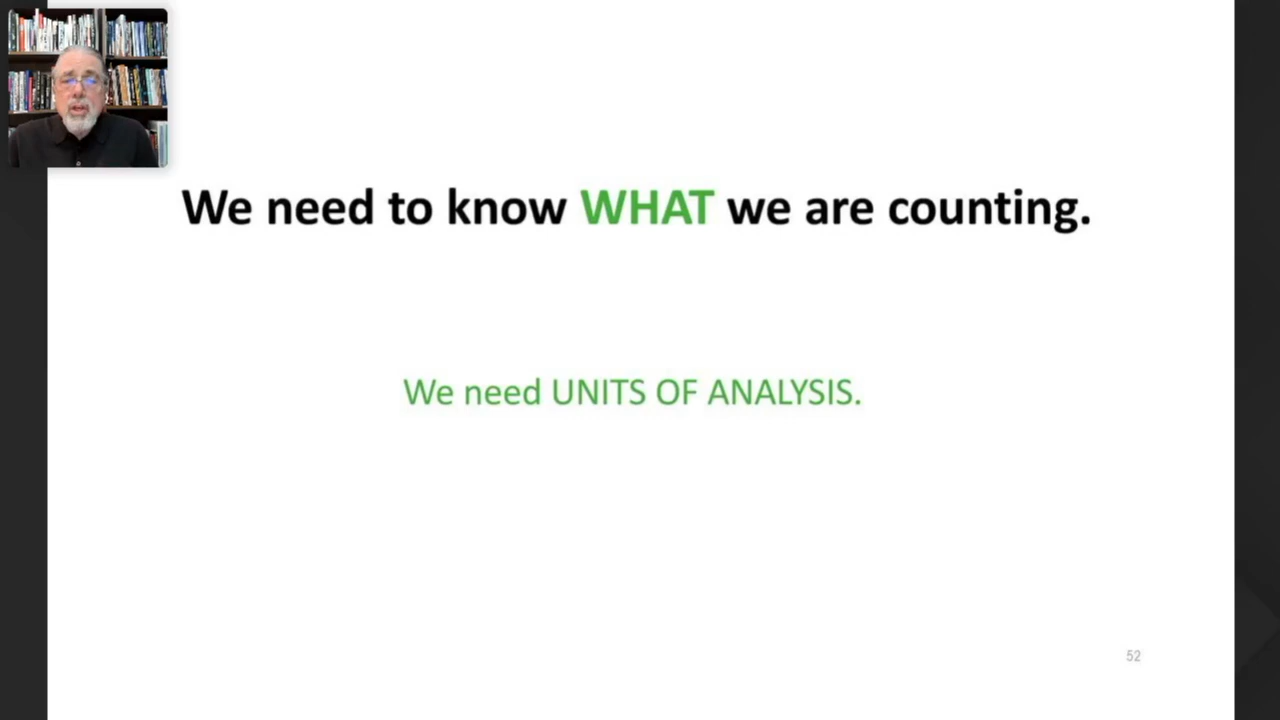 We need to know WHAT we are counting.
We need UNITS OF ANALYSIS.
52